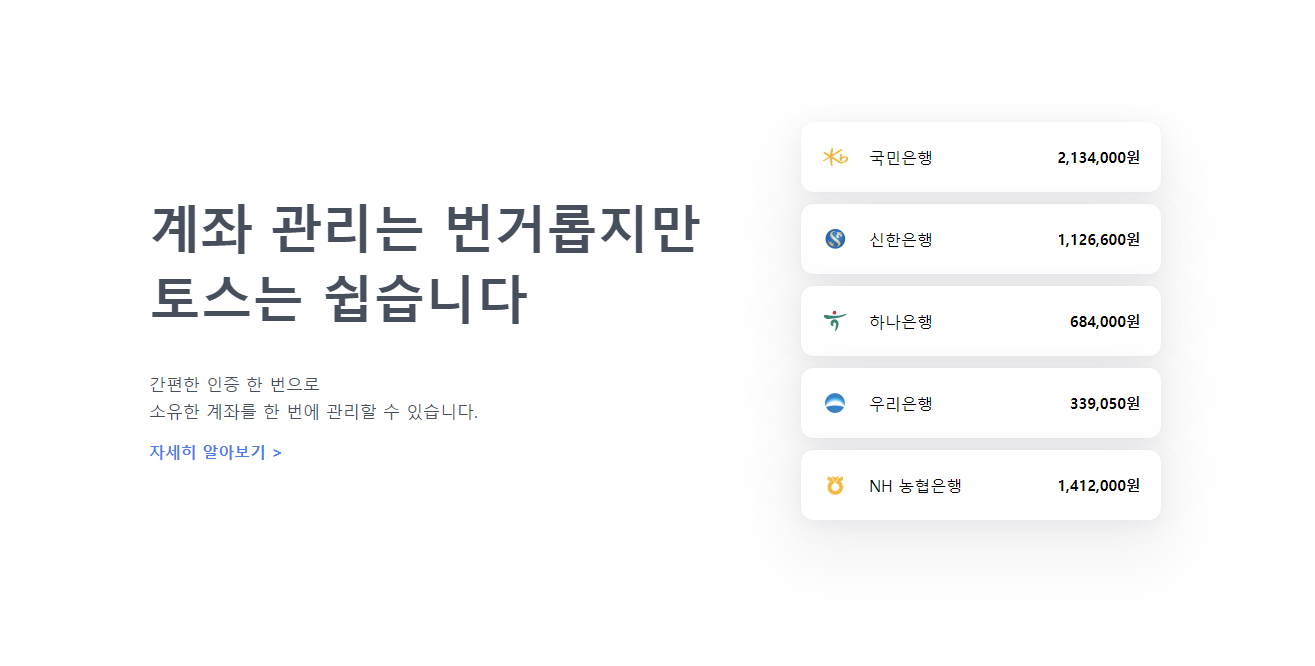 계좌 관리는 번거롭지만
토스는 쉽습니다
간편한 인증 한 번으로
소유한 계좌를 한 번에 관리할 수 있습니다.
자세히 알아보기 >
국민은행 2,134,000원
신한은행 1,126,600원
하나은행 684,000원
우리은행 339,050원
NH 농협은행 1,412,000원